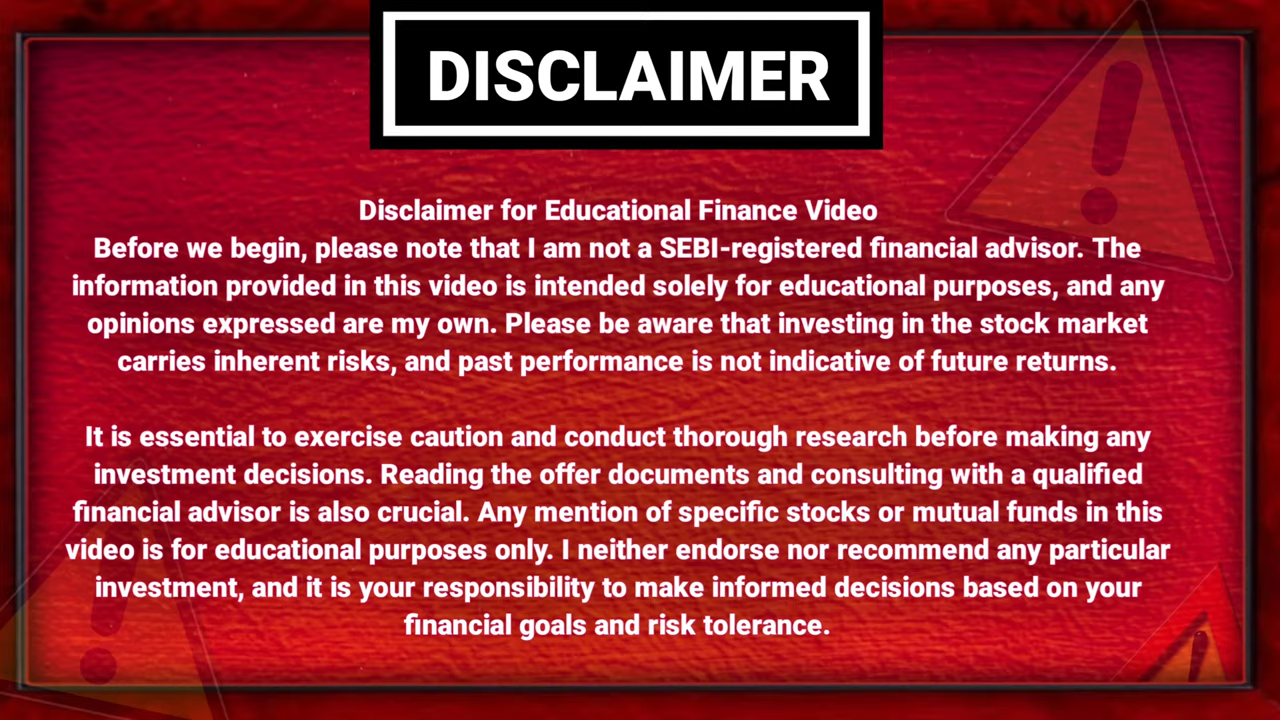 DISCLAIMER
Disclaimer for Educational Finance Video
Before we begin, please note that I am not a SEBI-registered financial advisor. The
information provided in this video is intended solely for educational purposes, and any
opinions expressed are my own. Please be aware that investing in the stock market
carries inherent risks, and past performance is not indicative of future returns.
It is essential to exercise caution and conduct thorough research before making any
investment decisions. Reading the offer documents and consulting with a qualified
financial advisor is also crucial. Any mention of specific stocks or mutual funds in this
video is for educational purposes only. I neither endorse nor recommend any particular
investment, and it is your responsibility to make informed decisions based on your
financial goals and risk tolerance.